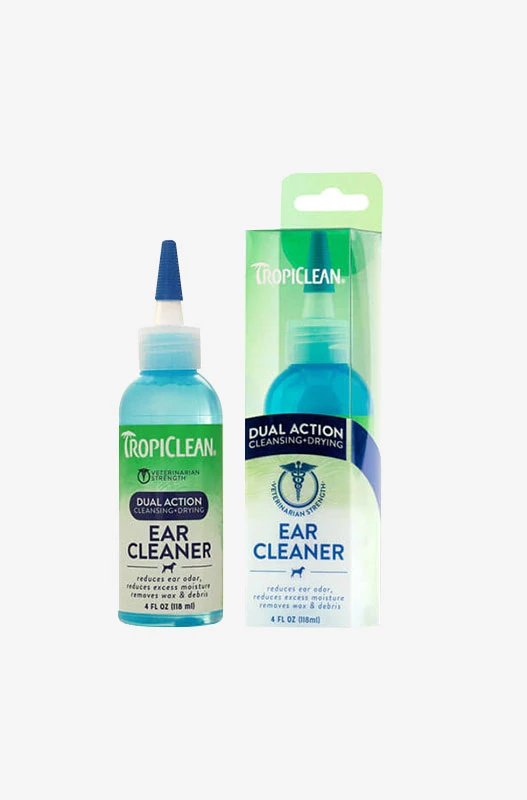 TROPICLEAN®
VETERINARIAN
STRENGTH
DUAL ACTION
CLEANSING+DRYING
EAR
CLEANER
reduces ear odor,
reduces excess moisture
removes wax & debris
4 FL OZ (118 ml)
TROPICLEAN®
DUAL ACTION
CLEANSING+DRYING
VETERINARIAN STRENGTH
EAR
CLEANER
reduces ear odor,
reduces excess moisture
removes wax & debris
4 FL OZ (118ml)